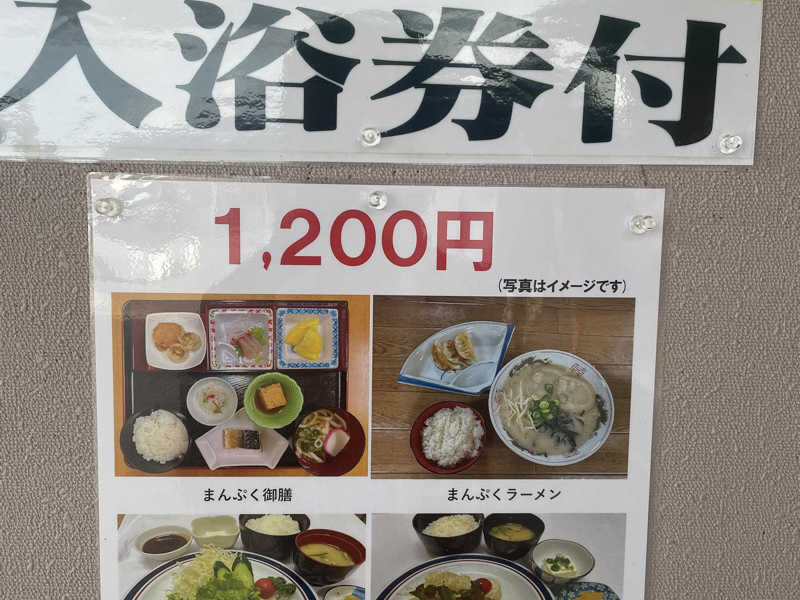 入浴券付
1,200円
(写真はイメージです)
まんぷく御膳
まんぷくラーメン